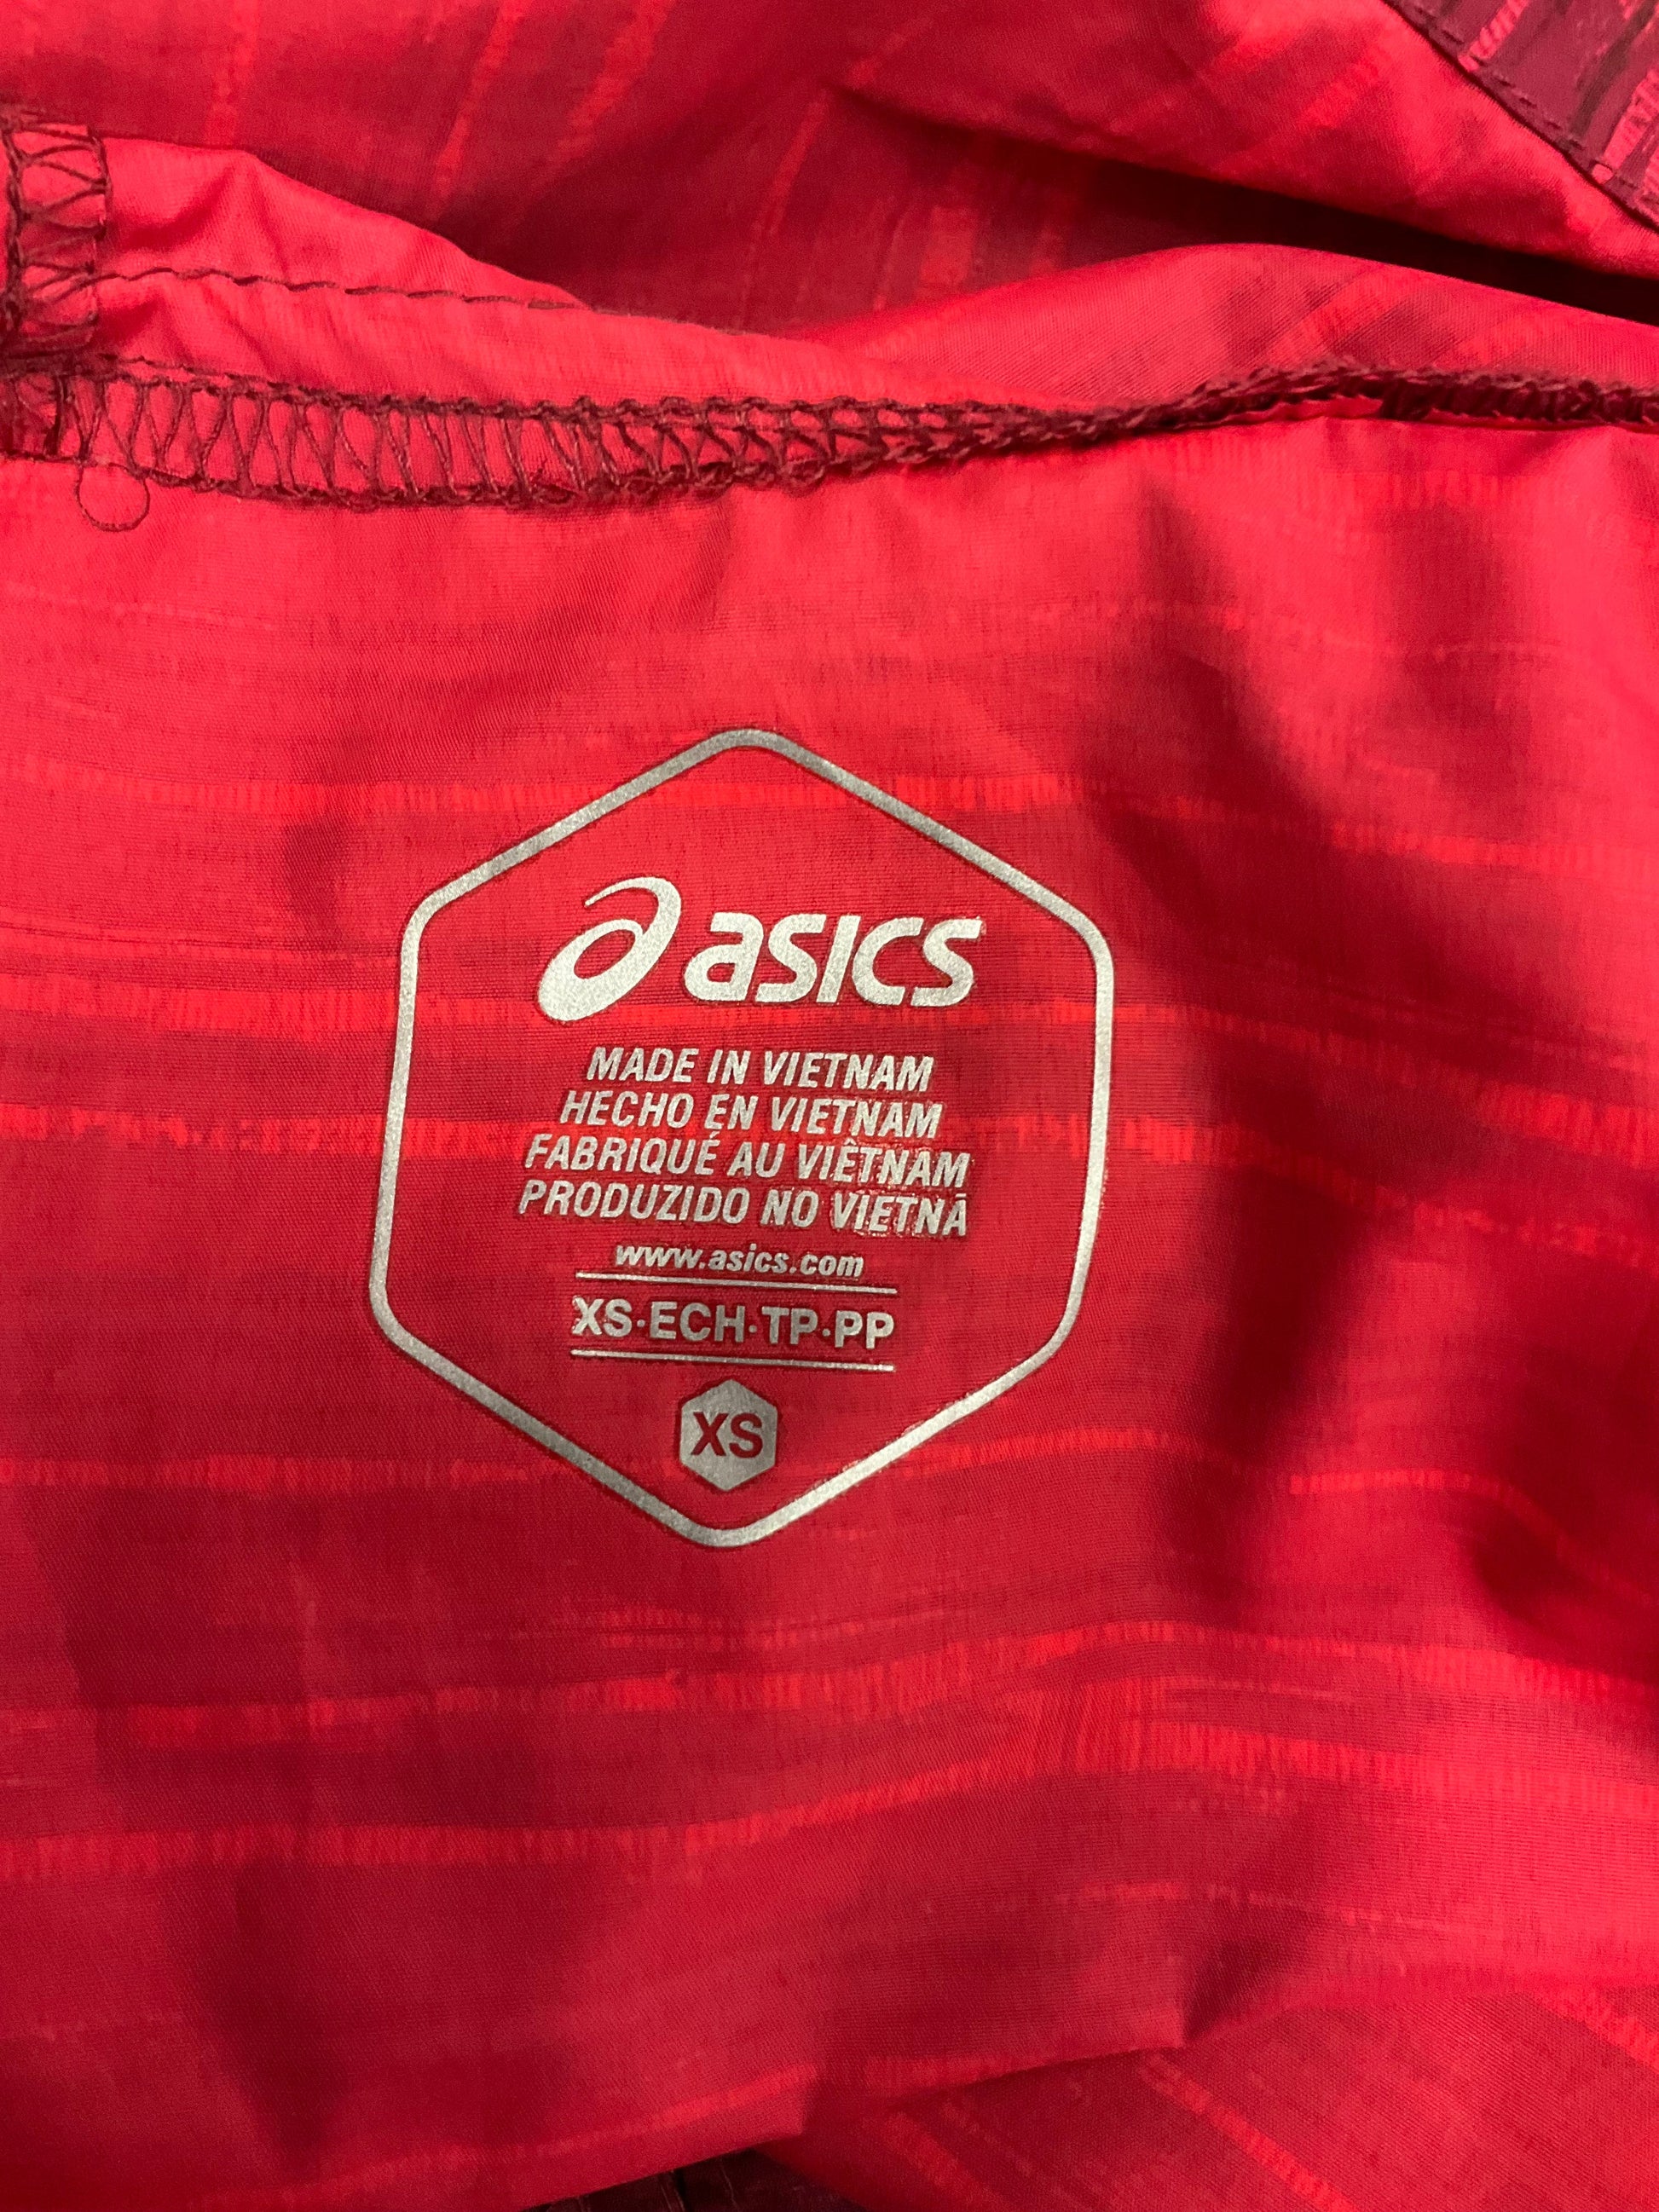 asics
MADE IN VIETNAM
HECHO EN VIETNAM
FABRIQUÉ AU VIÊTNAM
PRODUZIDO NO VIETNÃ
www.asics.com
XS·ECH·TP·PP
XS